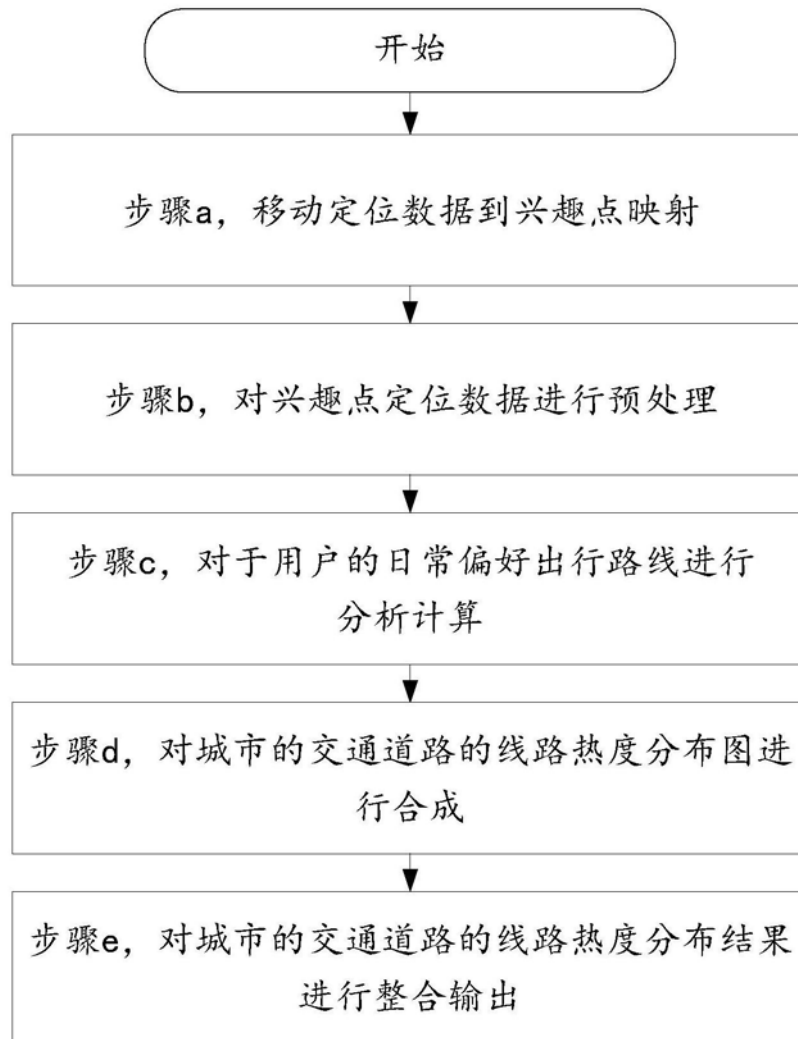 开始
步骤a，移动定位数据到兴趣点映射
步骤b，对兴趣点定位数据进行预处理
步骤c，对于用户的日常偏好出行路线进行
分析计算
步骤d，对城市的交通道路的线路热度分布图进
行合成
步骤e，对城市的交通道路的线路热度分布结果
进行整合输出